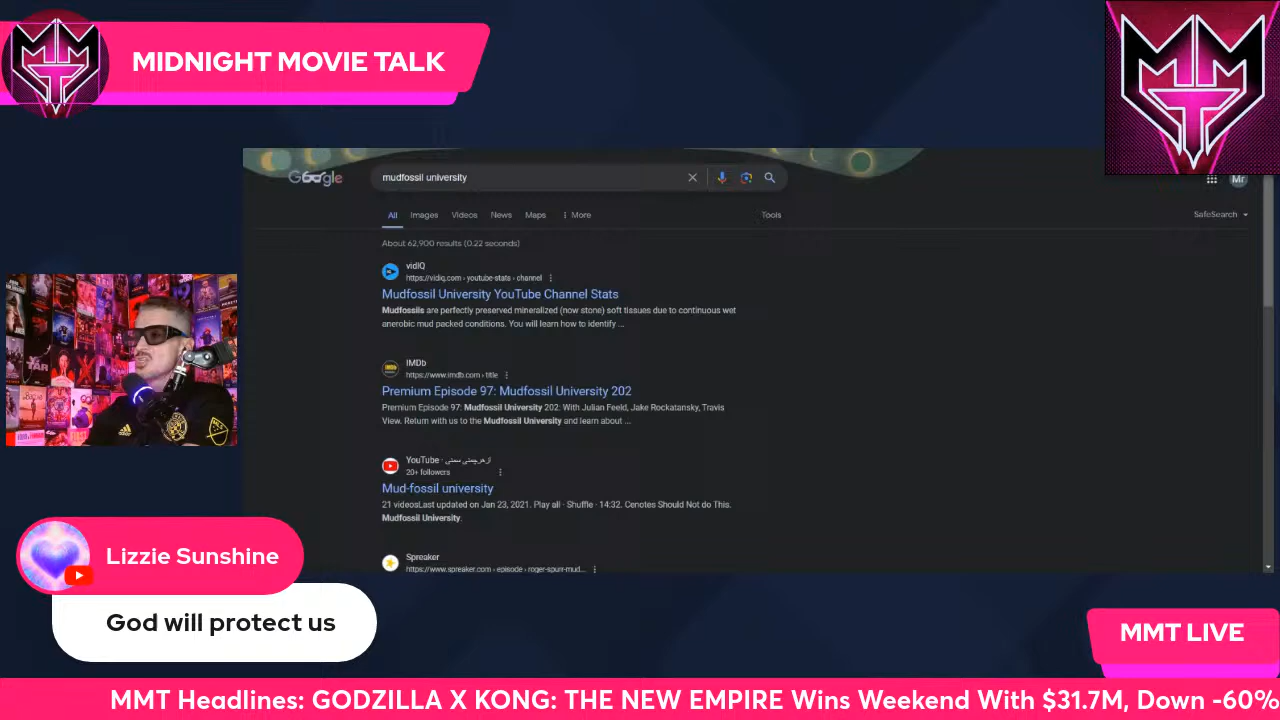 MIDNIGHT MOVIE TALK
Google
mudfossil university
Mr
All Images Videos News Maps More Tools SafeSearch
About 62,900 results (0.22 seconds)
vidIQ
https://vidiq.com › youtube-stats › channel
Mudfossil University YouTube Channel Stats
Mudfossils are perfectly preserved mineralized (now stone) soft tissues due to continuous wet
anerobic mud packed conditions. You will learn how to identify ...
IMDb
https://www.imdb.com › title
Premium Episode 97: Mudfossil University 202
Premium Episode 97: Mudfossil University 202: With Julian Feeld, Jake Rockatansky, Travis
View. Return with us to the Mudfossil University and learn about ...
YouTube ·
20+ followers
Mud-fossil university
21 videosLast updated on Jan 23, 2021. Play all · Shuffle · 14:32. Cenotes Should Not do This.
Mudfossil University.
Spreaker
https://www.spreaker.com › episode › roger-spurr-mud...
TÁR
X
Lizzie Sunshine
God will protect us
MMT LIVE
MMT Headlines: GODZILLA X KONG: THE NEW EMPIRE Wins Weekend With $31.7M, Down -60%